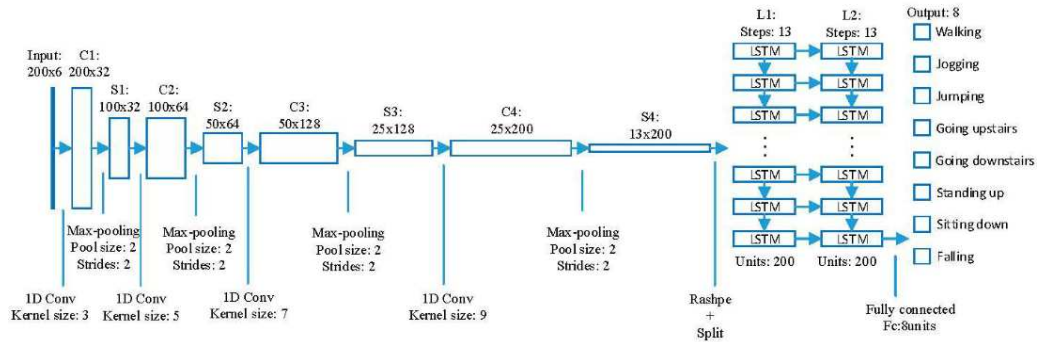 Input:
200x6
C1:
200x32
S1:
100x32
C2:
100x64
S2:
50x64
C3:
50x128
S3:
25x128
C4:
25x200
S4:
13x200
L1:
Steps: 13
L2:
Steps: 13
Output: 8
LSTM LSTM
LSTM LSTM
LSTM LSTM
LSTM LSTM
LSTM LSTM
LSTM LSTM
Units: 200 Units: 200
Walking
Jogging
Jumping
Going upstairs
Going downstairs
Standing up
Sitting down
Falling
Max-pooling
Pool size: 2
Strides: 2
Max-pooling
Pool size: 2
Strides: 2
Max-pooling
Pool size: 2
Strides: 2
Max-pooling
Pool size: 2
Strides: 2
1D Conv
Kernel size: 3
1D Conv
Kernel size: 5
1D Conv
Kernel size: 7
1D Conv
Kernel size: 9
Rashpe
+
Split
Fully connected
Fc:8units